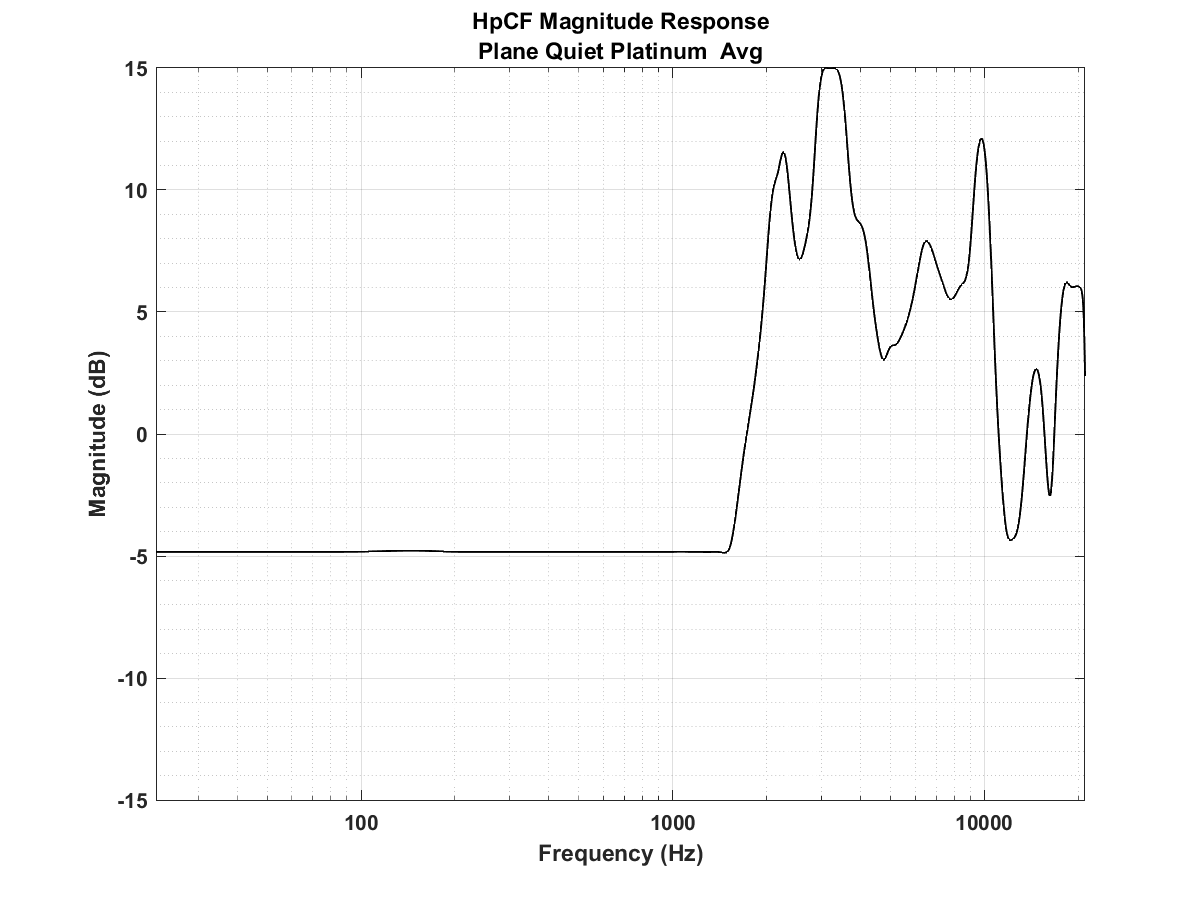 HpCF Magnitude Response
Plane Quiet Platinum  Avg
15
10
5
0
-5
-10
-15
Magnitude (dB)
100
1000
10000
Frequency (Hz)